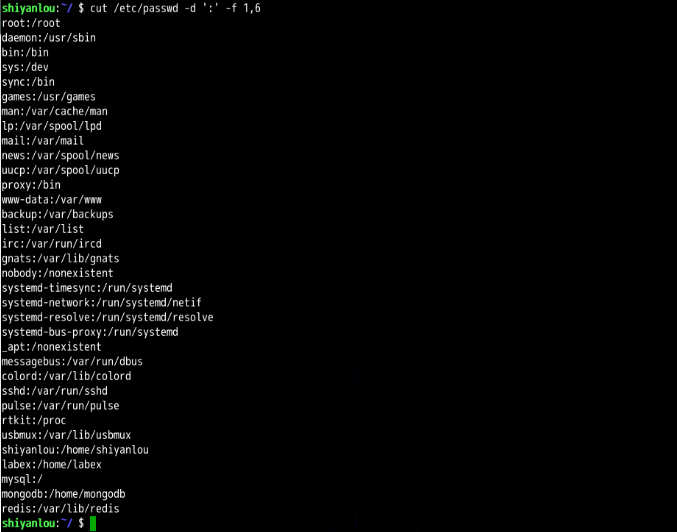 shiyanlou:~/ $ cut /etc/passwd -d ':' -f 1,6
root:/root
daemon:/usr/sbin
bin:/bin
sys:/dev
sync:/bin
games:/usr/games
man:/var/cache/man
lp:/var/spool/lpd
mail:/var/mail
news:/var/spool/news
uucp:/var/spool/uucp
proxy:/bin
www-data:/var/www
backup:/var/backups
list:/var/list
irc:/var/run/ircd
gnats:/var/lib/gnats
nobody:/nonexistent
systemd-timesync:/run/systemd
systemd-network:/run/systemd/netif
systemd-resolve:/run/systemd/resolve
systemd-bus-proxy:/run/systemd
_apt:/nonexistent
messagebus:/var/run/dbus
colord:/var/lib/colord
sshd:/var/run/sshd
pulse:/var/run/pulse
rtkit:/proc
usbmux:/var/lib/usbmux
shiyanlou:/home/shiyanlou
labex:/home/labex
mysql:/
mongodb:/home/mongodb
redis:/var/lib/redis
shiyanlou:~/ $